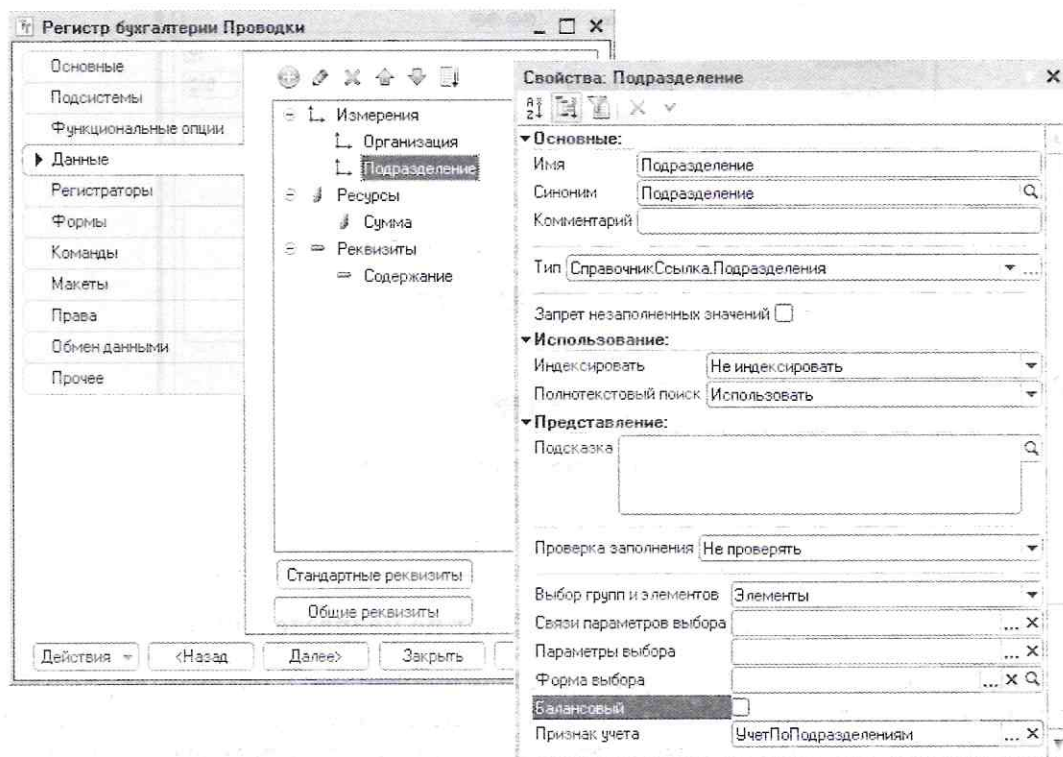 Регистр бухгалтерии Проводки
Основные
Подсистемы
Функциональные опции
Данные
Регистраторы
Формы
Команды
Макеты
Права
Обмен данными
Прочее
Измерения
Организация
Подразделение
Ресурсы
Сумма
Реквизиты
Содержание
Стандартные реквизиты
Общие реквизиты
Действия <Назад Далее> Закрыть
Свойства: Подразделение
Основные:
Имя Подразделение
Синоним Подразделение
Комментарий
Тип СправочникСсылка.Подразделения ...
Запрет незаполненных значений
Использование:
Индексировать Не индексировать
Полнотекстовый поиск Использовать
Представление:
Подсказка
Проверка заполнения Не проверять
Выбор групп и элементов Элементы
Связи параметров выбора ...
Параметры выбора ...
Форма выбора ...
Балансовый
Признак учета УчетПоПодразделениям ...